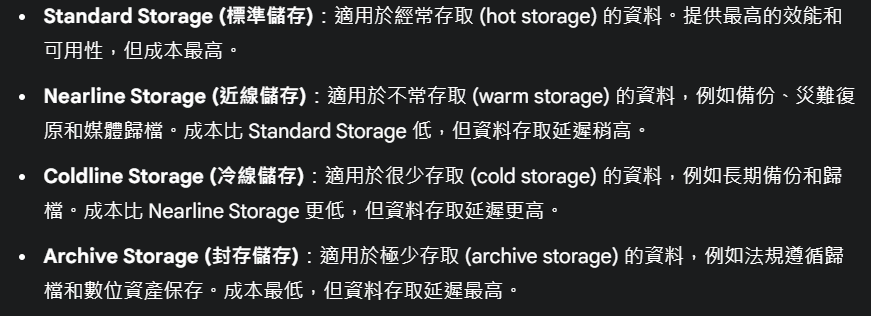 • Standard Storage (標準儲存)：適用於經常存取 (hot storage) 的資料。提供最高的效能和
可用性，但成本最高。
• Nearline Storage (近線儲存)：適用於不常存取 (warm storage) 的資料，例如備份、災難復
原和媒體歸檔。成本比 Standard Storage 低，但資料存取延遲稍高。
• Coldline Storage (冷線儲存)：適用於很少存取 (cold storage) 的資料，例如長期備份和歸
檔。成本比 Nearline Storage 更低，但資料存取延遲更高。
• Archive Storage (封存儲存)：適用於極少存取 (archive storage) 的資料，例如法規遵循歸
檔和數位資產保存。成本最低，但資料存取延遲最高。